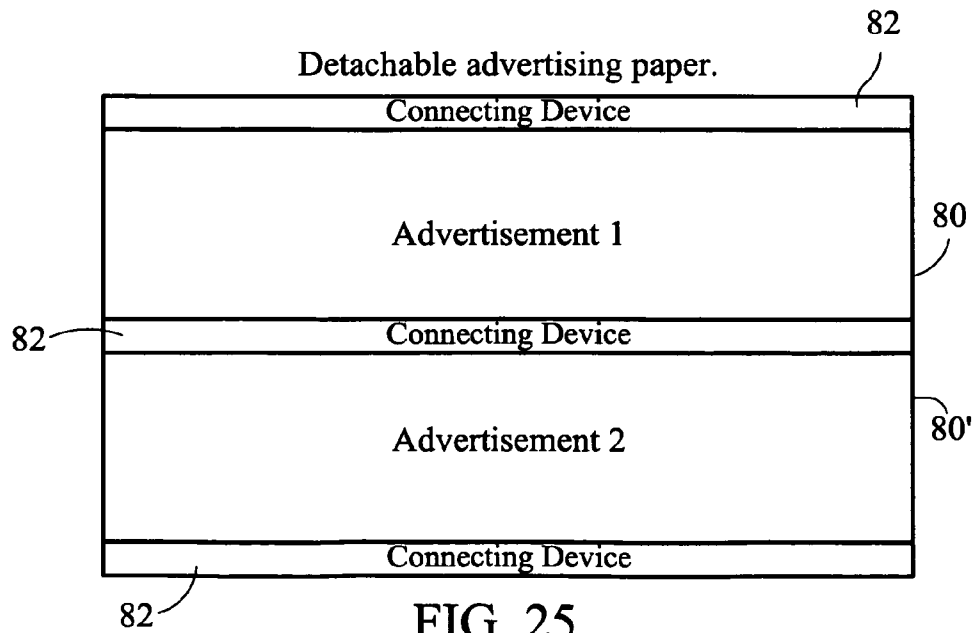 82
Detachable advertising paper.
Connecting Device
Advertisement 1
80
82
Connecting Device
Advertisement 2
80'
Connecting Device
82
FIG. 25